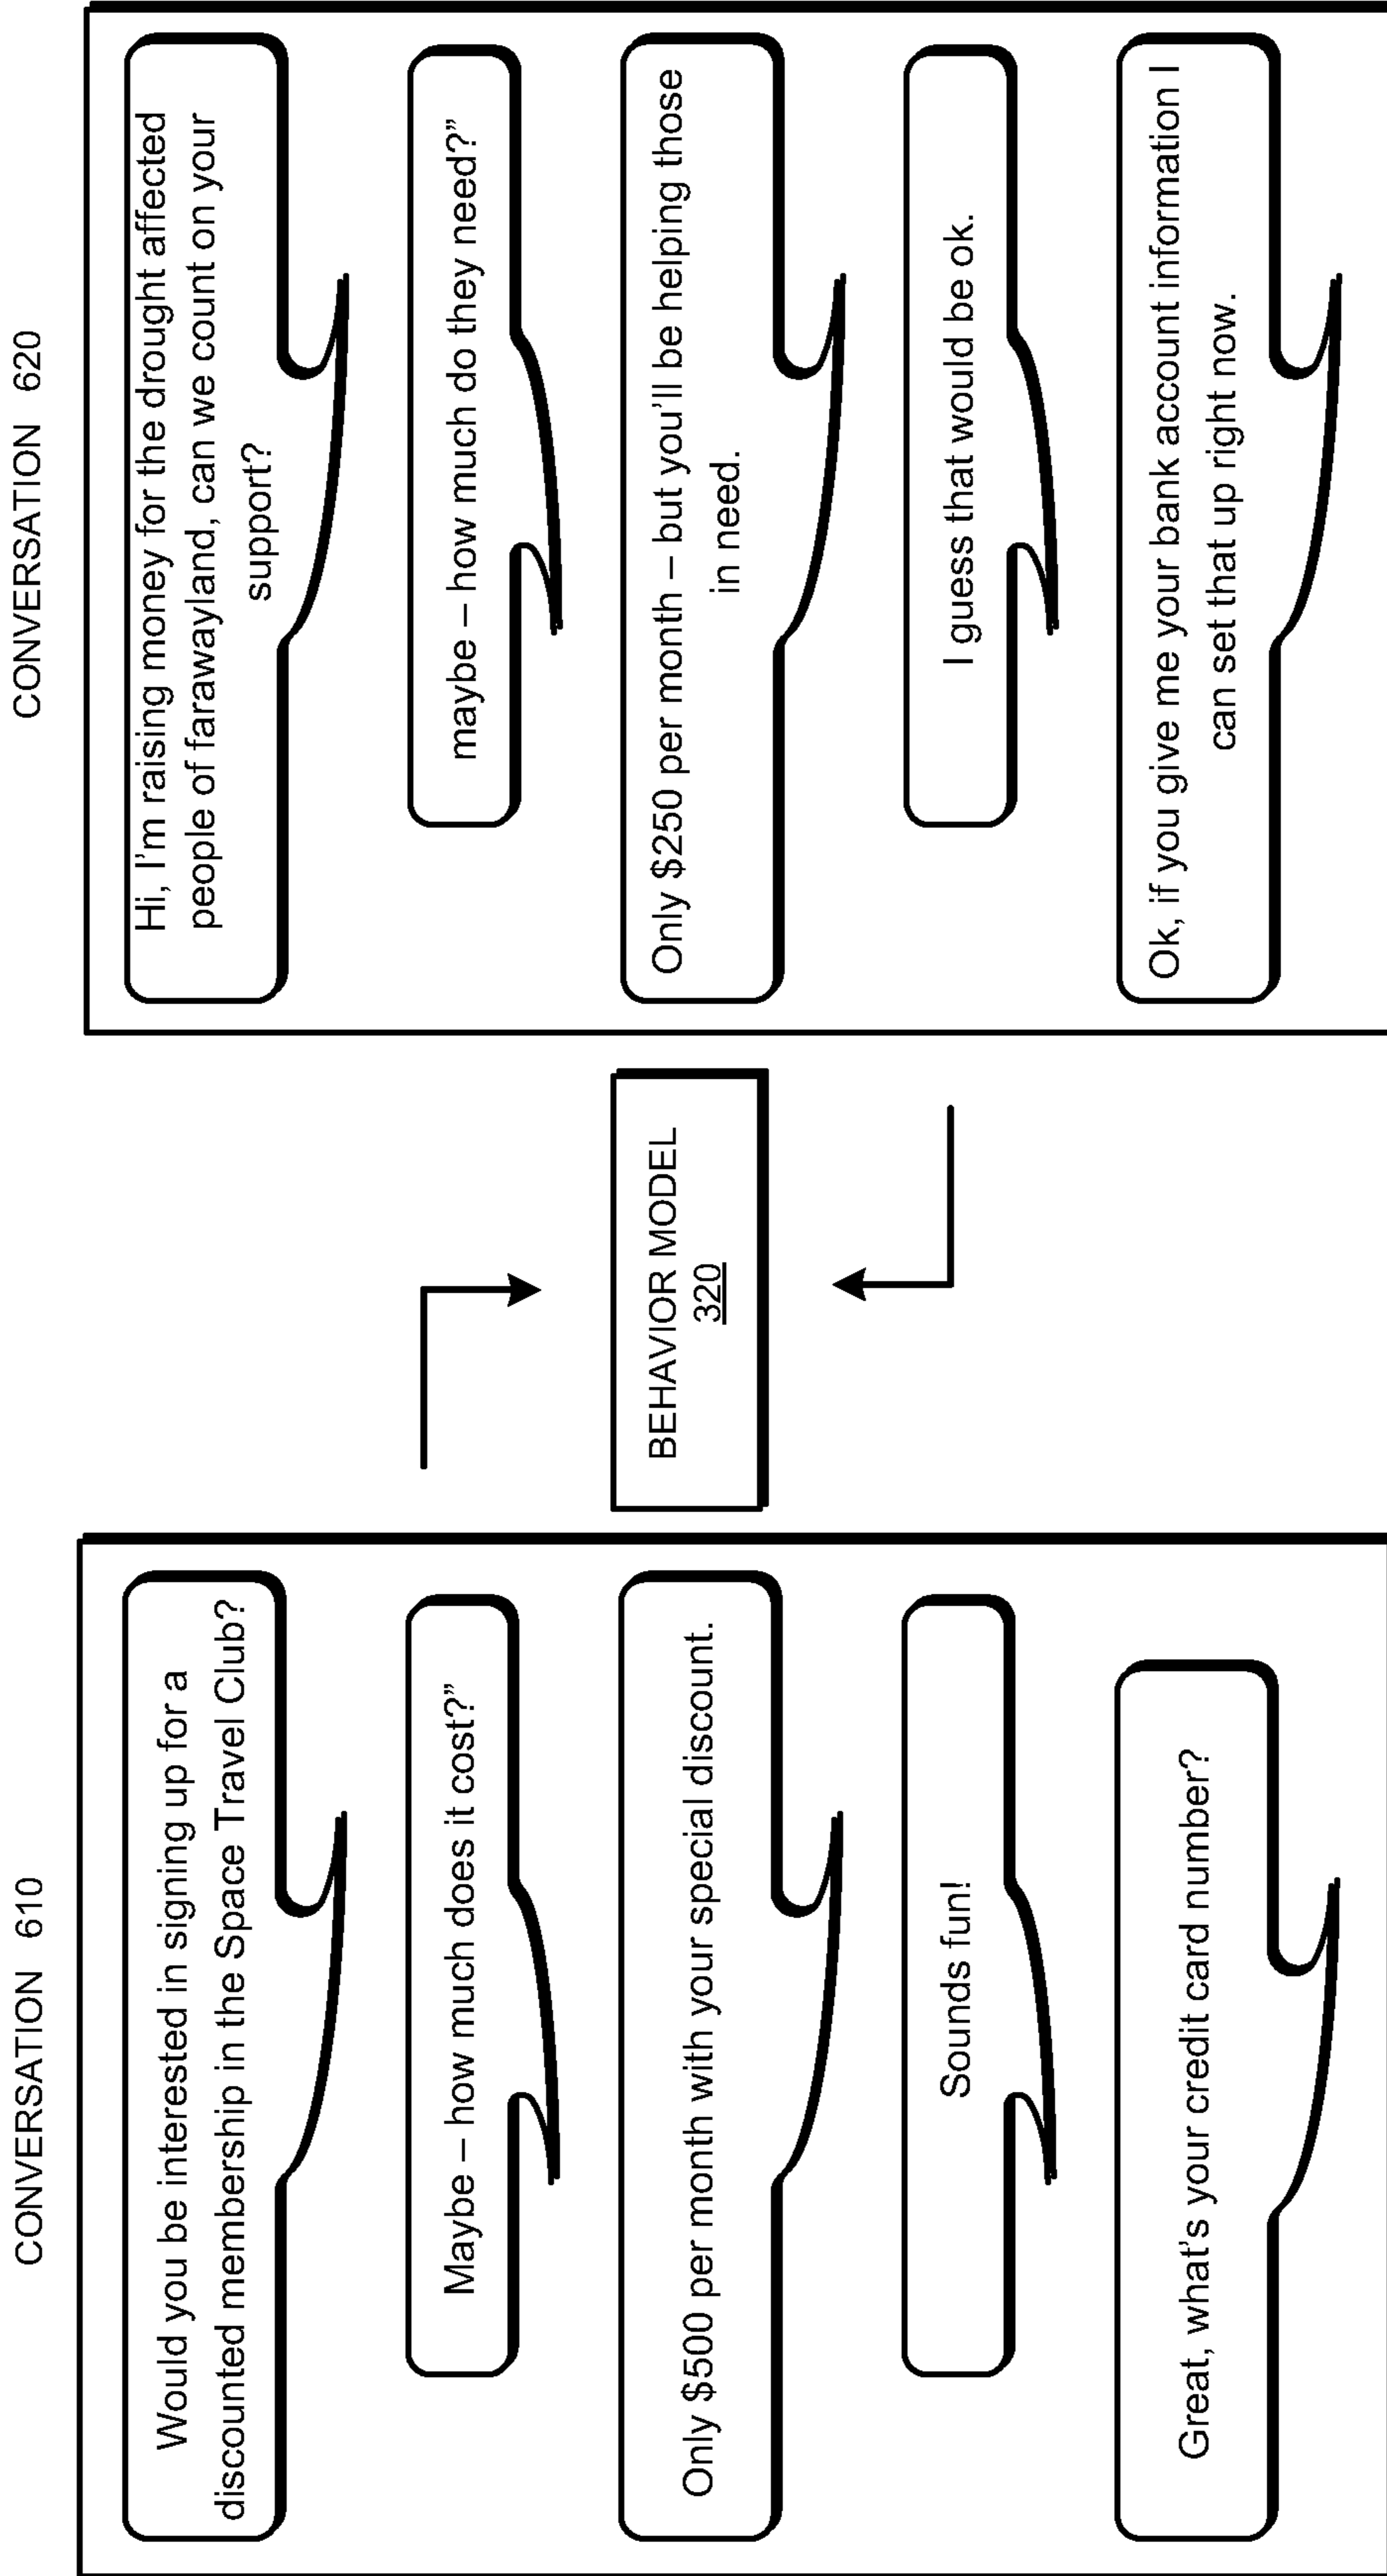 CONVERSATION 610
Would you be interested in signing up for a
discounted membership in the Space Travel Club?
Maybe – how much does it cost?”
Only $500 per month with your special discount.
Sounds fun!
Great, what's your credit card number?
BEHAVIOR MODEL
320
CONVERSATION 620
Hi, I'm raising money for the drought affected
people of farawayland, can we count on your
support?
maybe – how much do they need?”
Only $250 per month – but you'll be helping those
in need.
I guess that would be ok.
Ok, if you give me your bank account information I
can set that up right now.